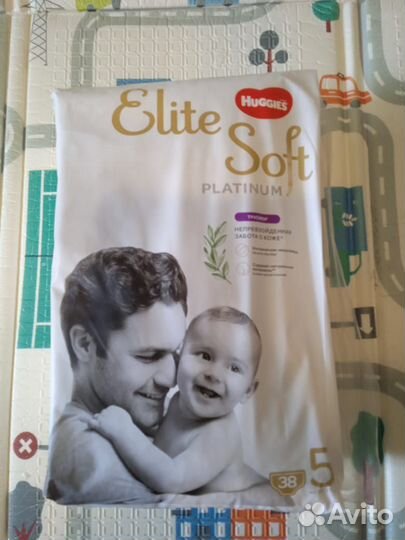 HUGGIES
Elite
Soft
PLATINUM
ТРУСИКИ
НЕПРЕВЗОЙДЕННАЯ
ЗАБОТА О КОЖЕ*
38
5
Avito